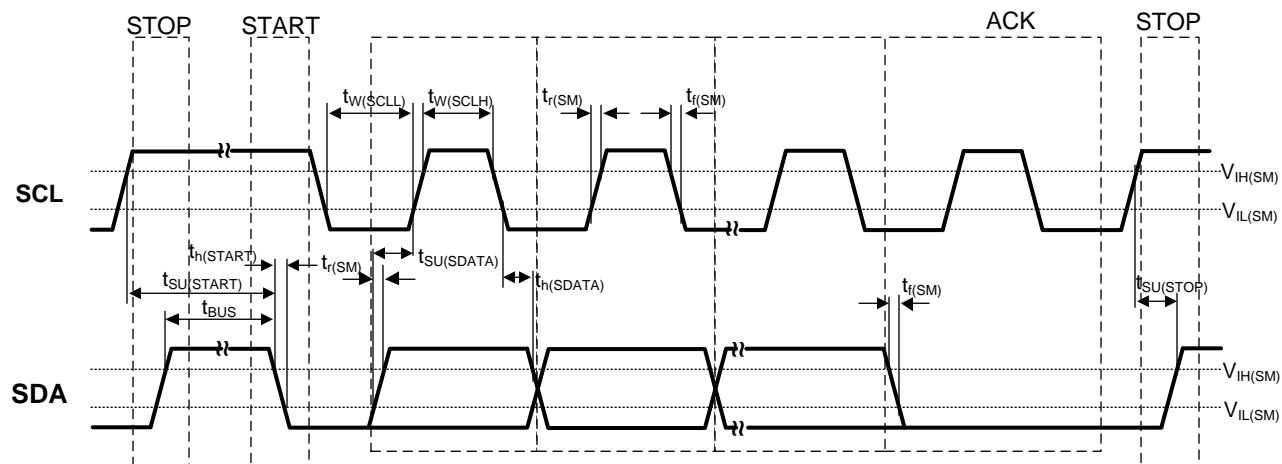 STOP
START
ACK
STOP
tW(SCLL)
tW(SCLH)
tr(SM)
tf(SM)
SCL
VIH(SM)
VIL(SM)
th(START)
tr(SM)
tSU(SDATA)
th(SDATA)
tSU(START)
tBUS
tf(SM)
tSU(STOP)
SDA
VIH(SM)
VIL(SM)